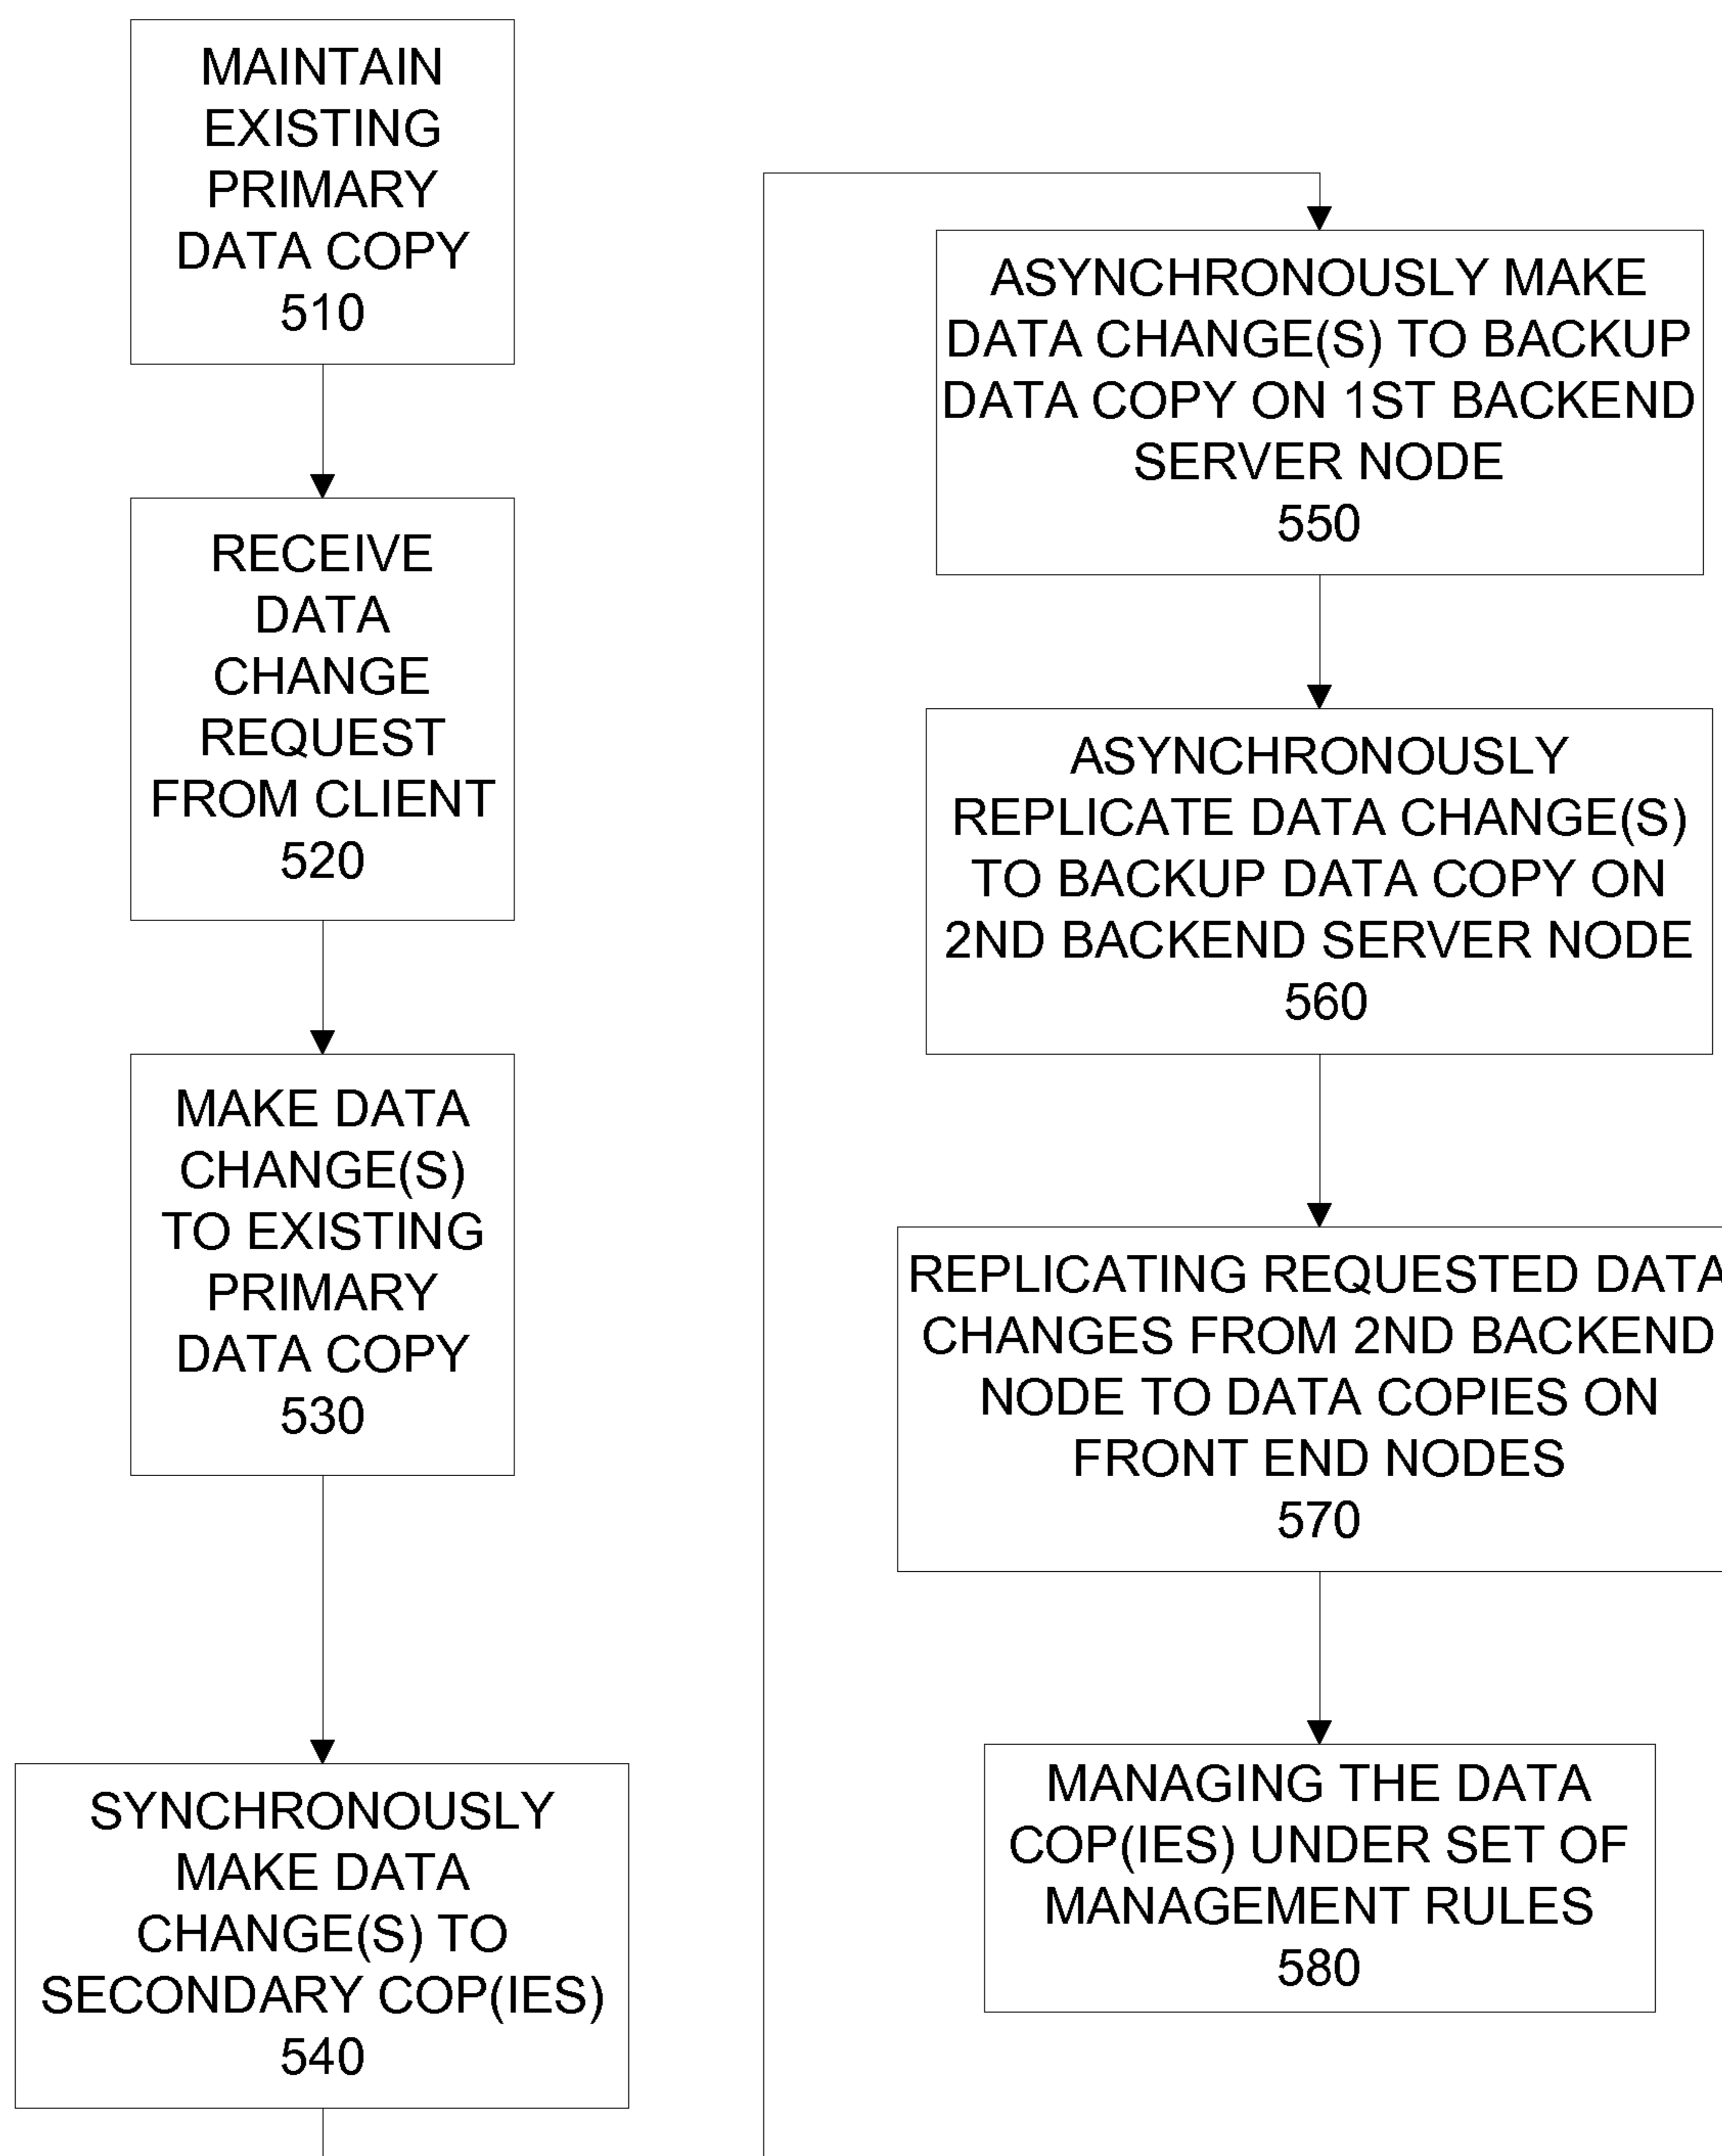 MAINTAIN
EXISTING
PRIMARY
DATA COPY
510
RECEIVE
DATA
CHANGE
REQUEST
FROM CLIENT
520
MAKE DATA
CHANGE(S)
TO EXISTING
PRIMARY
DATA COPY
530
SYNCHRONOUSLY
MAKE DATA
CHANGE(S) TO
SECONDARY COP(IES)
540
ASYNCHRONOUSLY MAKE
DATA CHANGE(S) TO BACKUP
DATA COPY ON 1ST BACKEND
SERVER NODE
550
ASYNCHRONOUSLY
REPLICATE DATA CHANGE(S)
TO BACKUP DATA COPY ON
2ND BACKEND SERVER NODE
560
REPLICATING REQUESTED DATA
CHANGES FROM 2ND BACKEND
NODE TO DATA COPIES ON
FRONT END NODES
570
MANAGING THE DATA
COP(IES) UNDER SET OF
MANAGEMENT RULES
580